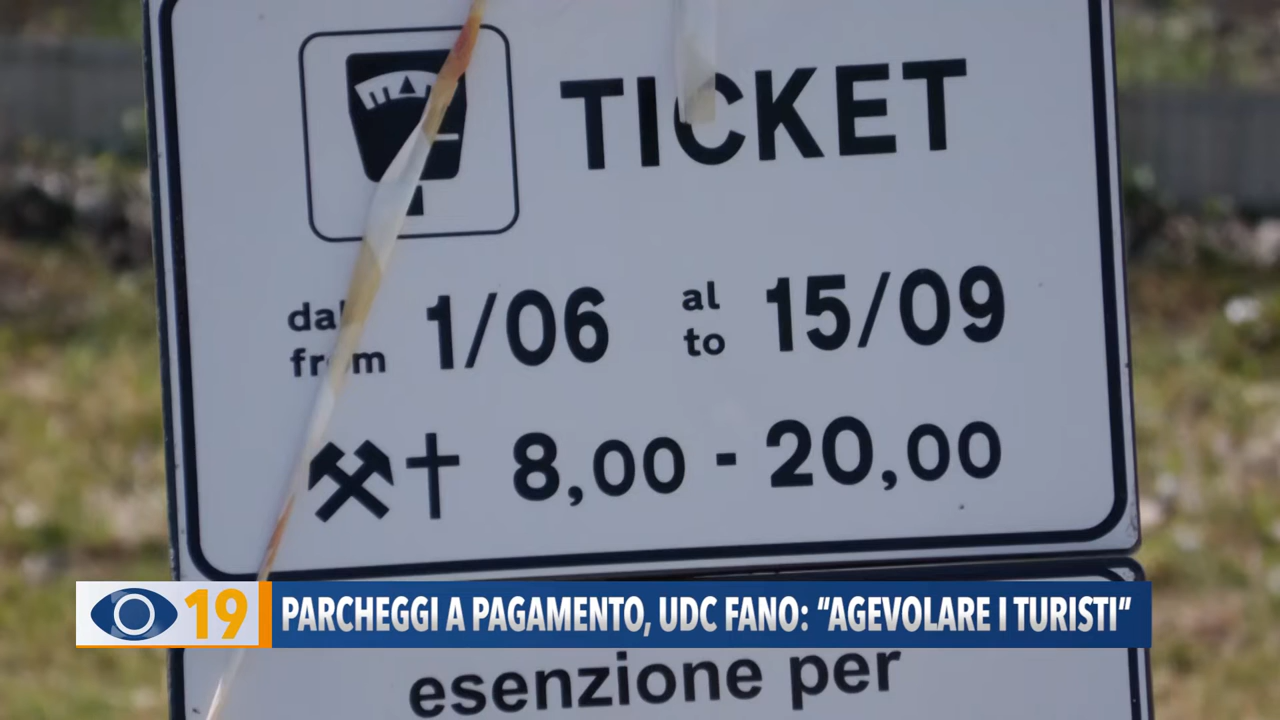 TICKET
dal 1/06 al 15/09
from to
8,00 - 20,00
19 PARCHEGGI A PAGAMENTO, UDC FANO: “AGEVOLARE I TURISTI”
esenzione per